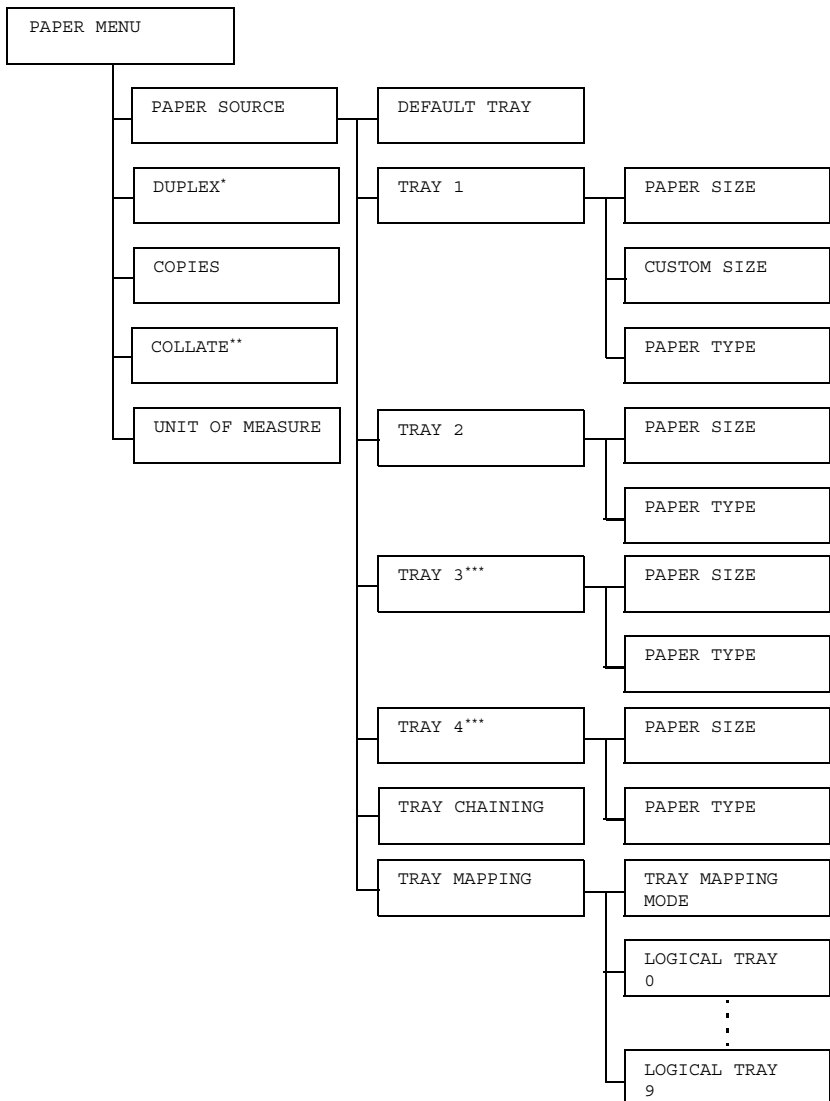 PAPER MENU
PAPER SOURCE
DEFAULT TRAY
DUPLEX*
TRAY 1
PAPER SIZE
COPIES
CUSTOM SIZE
COLLATE**
PAPER TYPE
UNIT OF MEASURE
TRAY 2
PAPER SIZE
PAPER TYPE
TRAY 3***
PAPER SIZE
PAPER TYPE
TRAY 4***
PAPER SIZE
TRAY CHAINING
PAPER TYPE
TRAY MAPPING
TRAY MAPPING
MODE
LOGICAL TRAY
0
LOGICAL TRAY
9